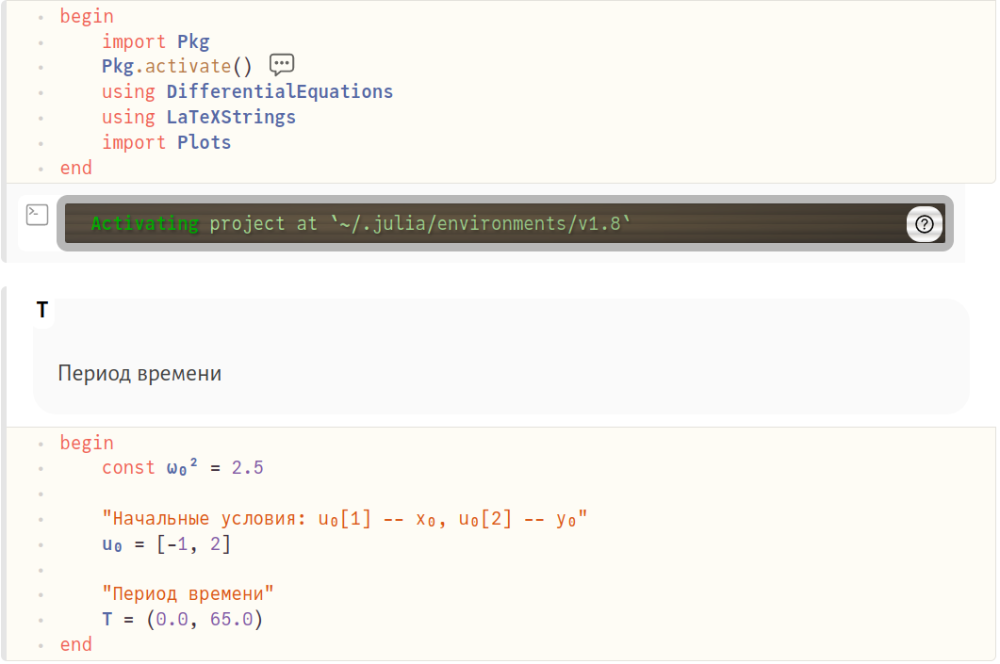 begin
import Pkg
Pkg.activate()
using DifferentialEquations
using LaTeXStrings
import Plots
end
Activating project at `~/.julia/environments/v1.8`
T
Период времени
begin
const ω₀² = 2.5
"Начальные условия: u₀[1] -- x₀, u₀[2] -- y₀"
u₀ = [-1, 2]
"Период времени"
T = (0.0, 65.0)
end